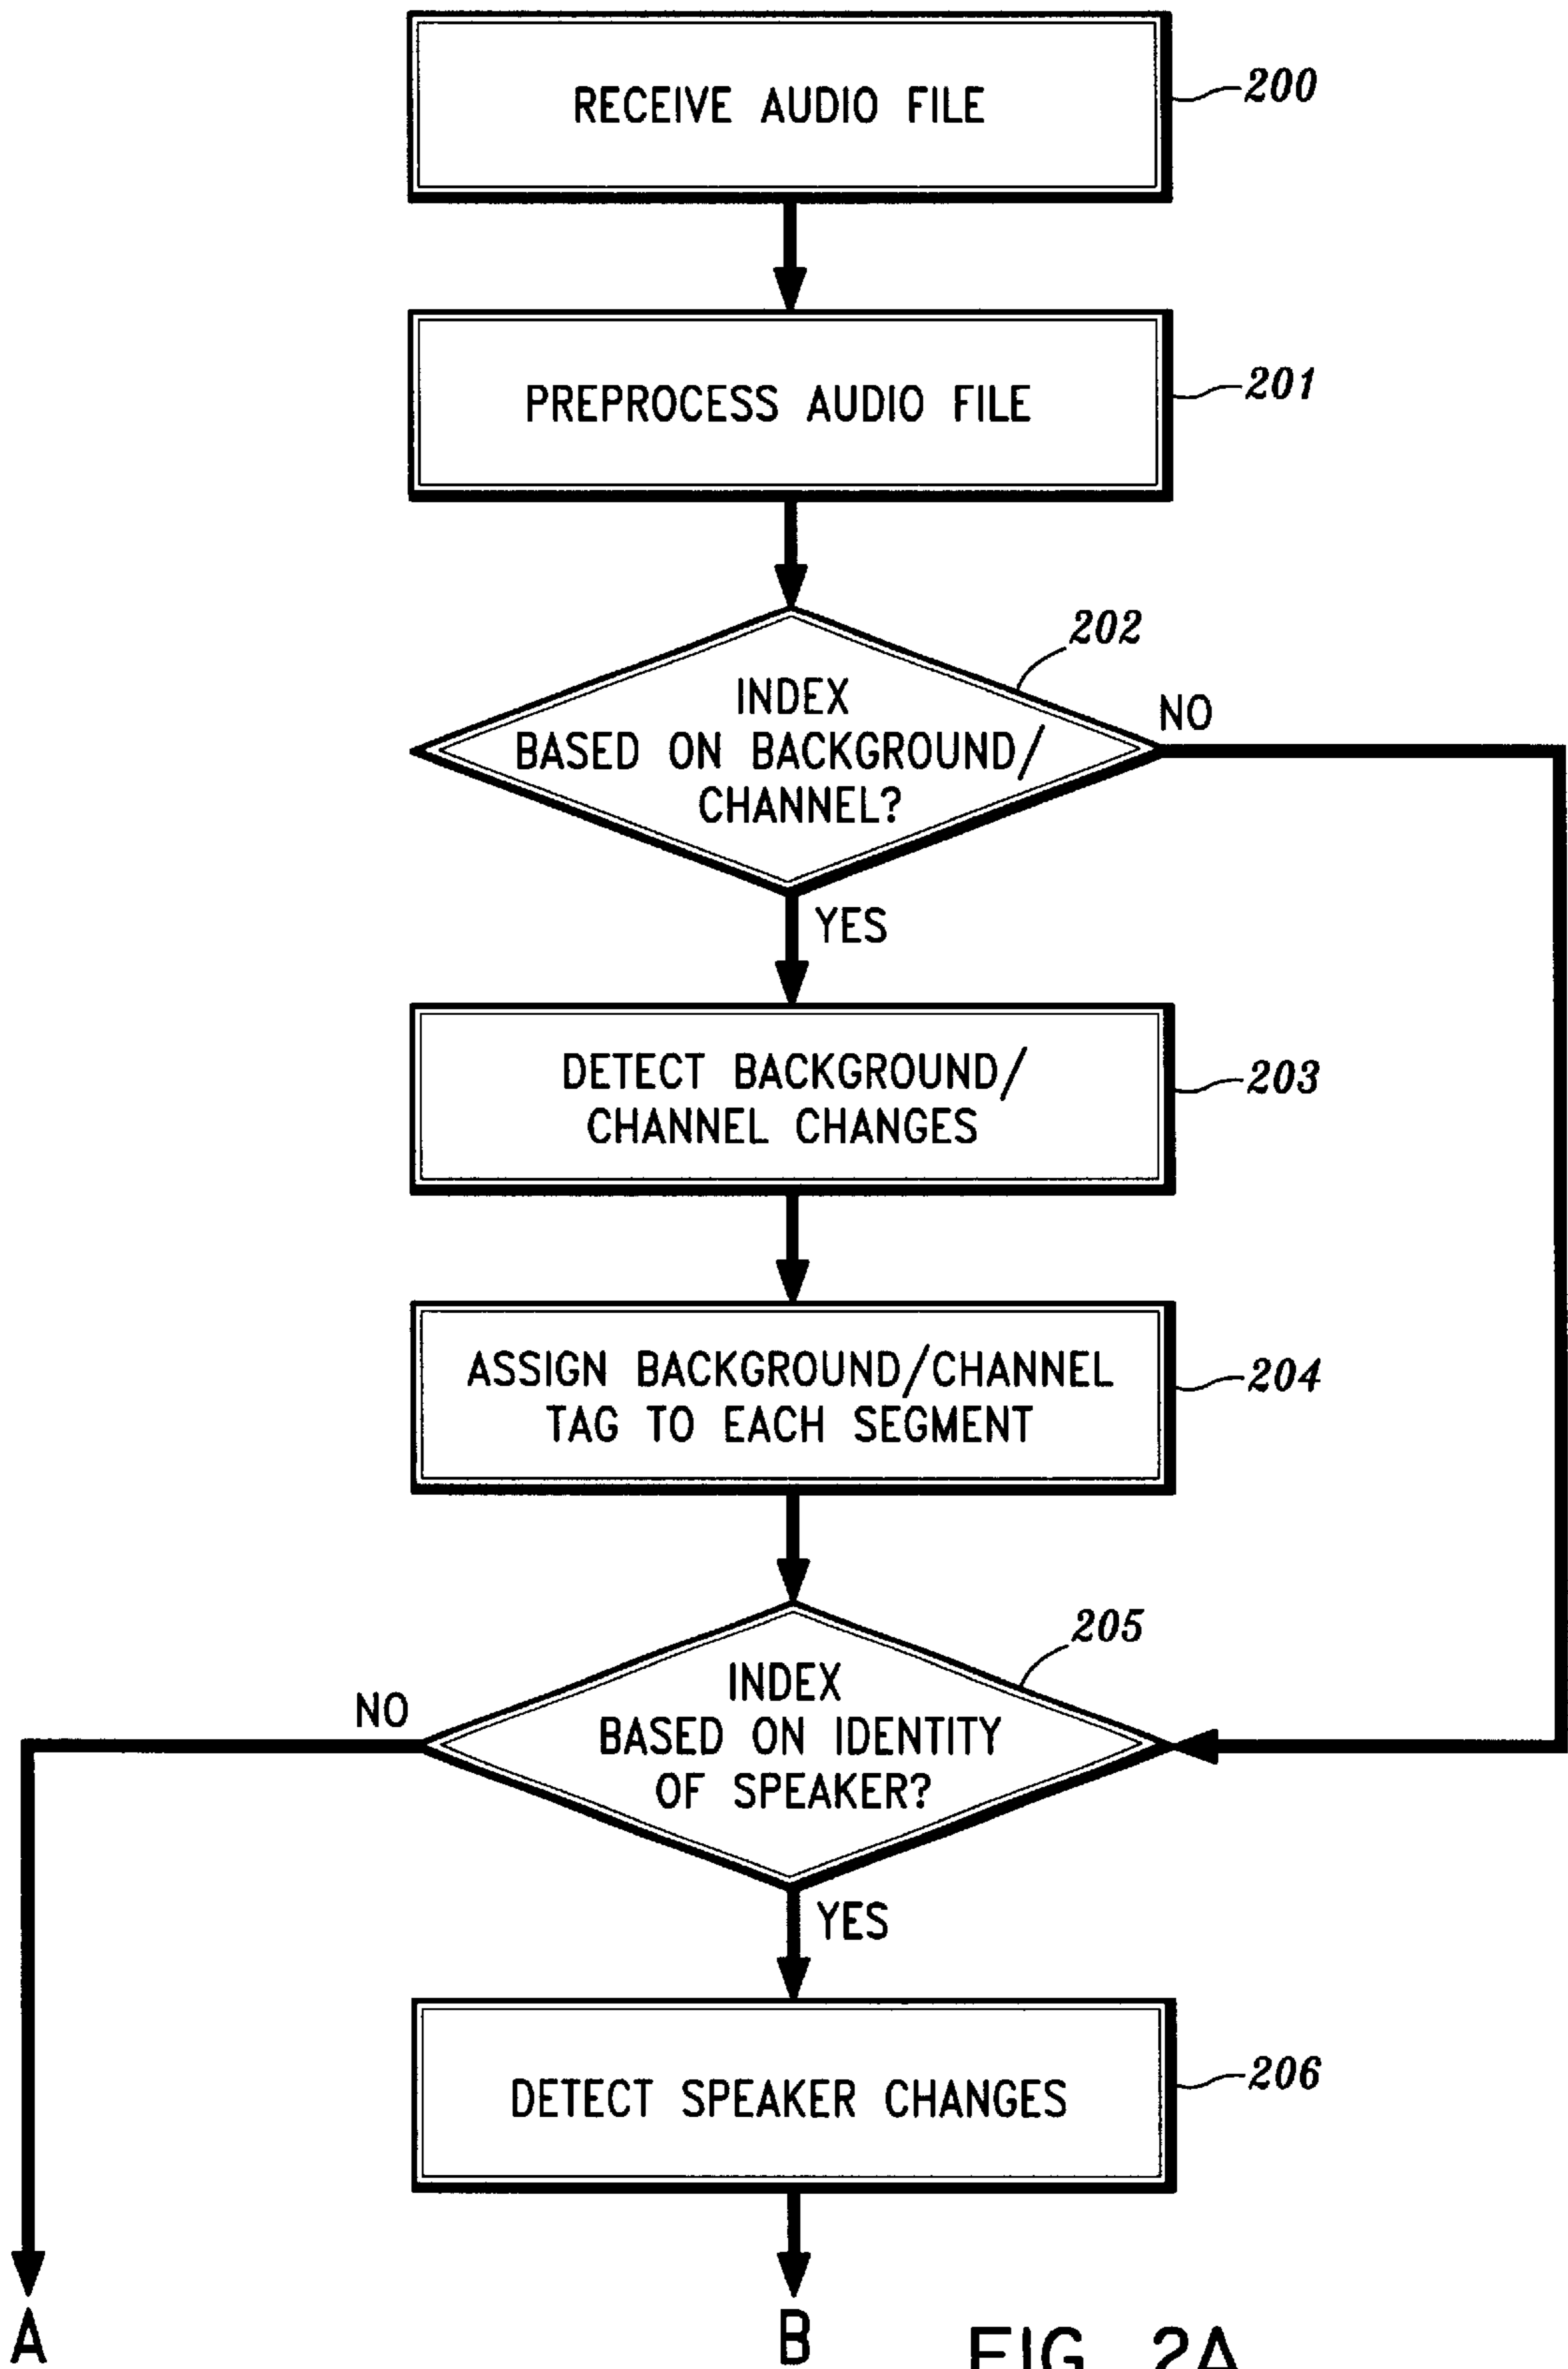 RECEIVE AUDIO FILE
200
PREPROCESS AUDIO FILE
201
202
INDEX
BASED ON BACKGROUND/
CHANNEL?
NO
YES
DETECT BACKGROUND/
CHANNEL CHANGES
203
ASSIGN BACKGROUND/CHANNEL
TAG TO EACH SEGMENT
204
205
INDEX
BASED ON IDENTITY
OF SPEAKER?
NO
YES
DETECT SPEAKER CHANGES
206
A
B
FIG. 2A